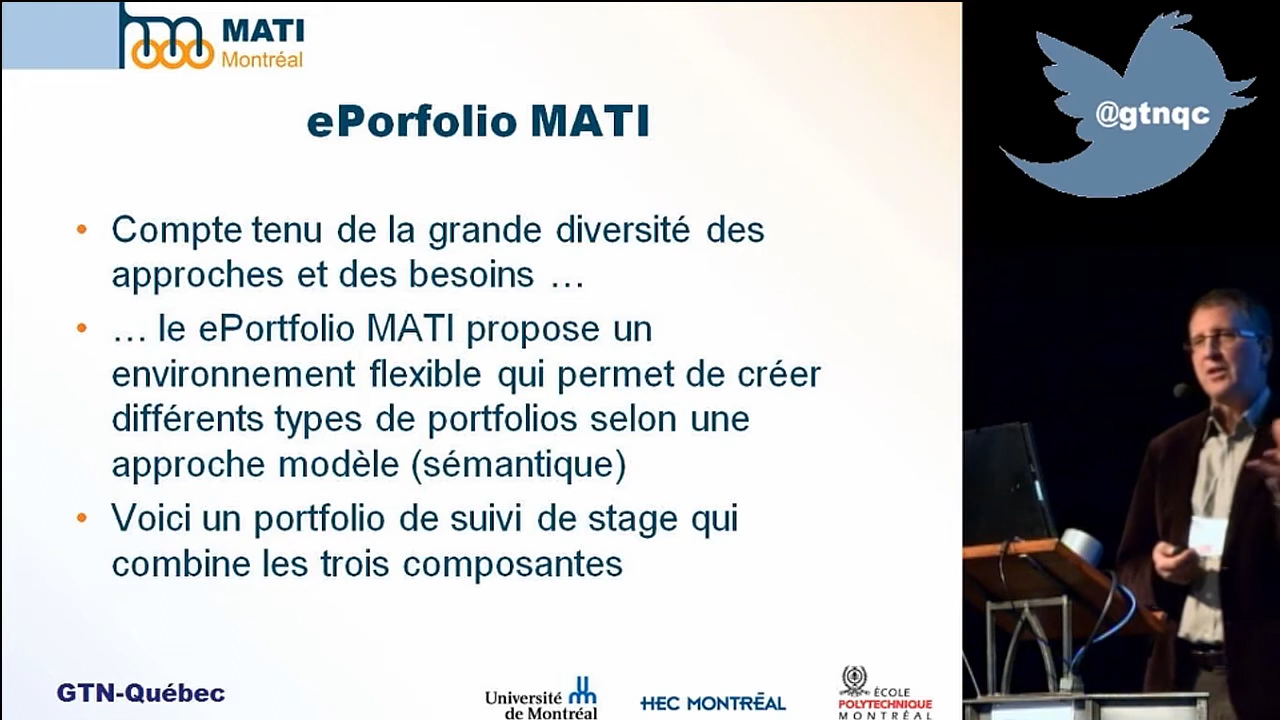 MATI
Montréal
@gtnqc
ePorfolio MATI
• Compte tenu de la grande diversité des
approches et des besoins …
• … le ePortfolio MATI propose un
environnement flexible qui permet de créer
différents types de portfolios selon une
approche modèle (sémantique)
• Voici un portfolio de suivi de stage qui
combine les trois composantes
GTN-Québec
Université
de Montréal
HEC MONTRÉAL
ÉCOLE
POLYTECHNIQUE
MONTRÉAL